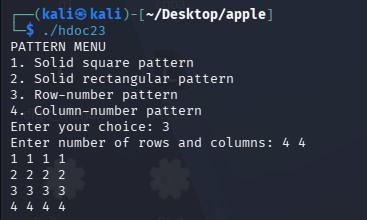 ┌──(kali㉿kali)-[~/Desktop/apple]
└─$ ./hdoc23
PATTERN MENU
1. Solid square pattern
2. Solid rectangular pattern
3. Row-number pattern
4. Column-number pattern
Enter your choice: 3
Enter number of rows and columns: 4 4
1 1 1 1
2 2 2 2
3 3 3 3
4 4 4 4